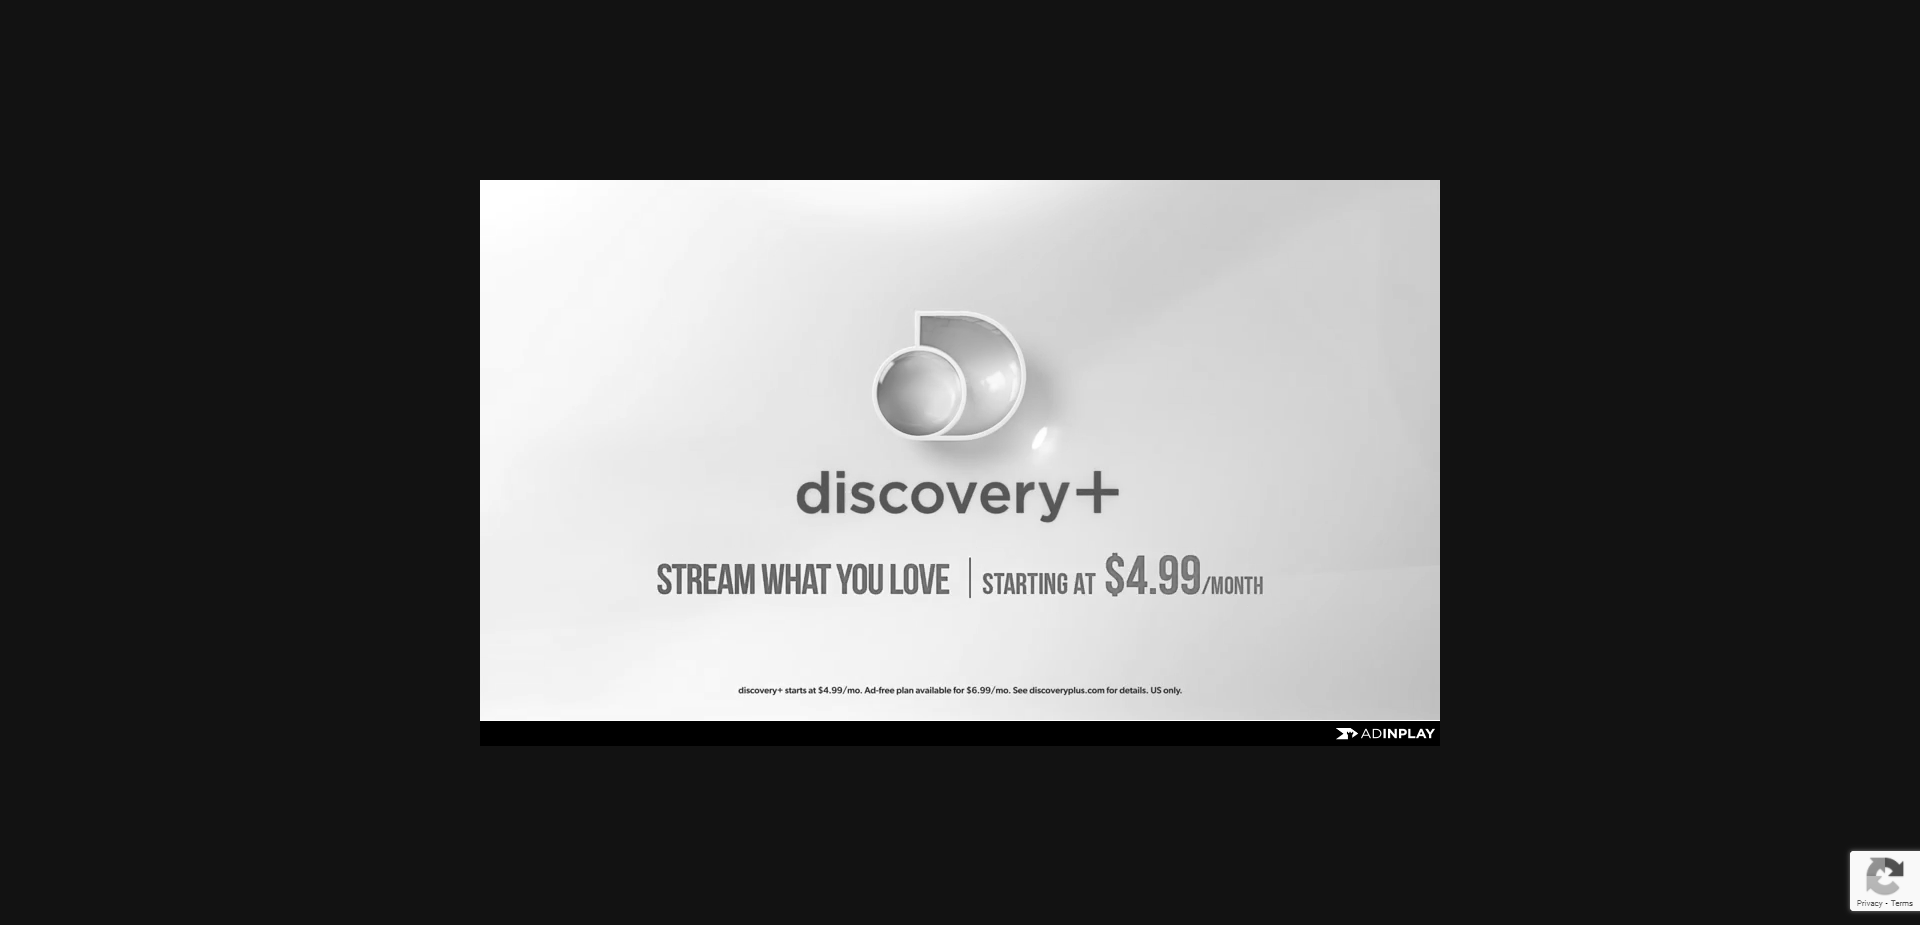 discovery+
STREAM WHAT YOU LOVE | STARTING AT $4.99/MONTH
discovery+ starts at $4.99/mo. Ad-free plan available for $6.99/mo. See discoveryplus.com for details. US only.
ADINPLAY
Privacy - Terms